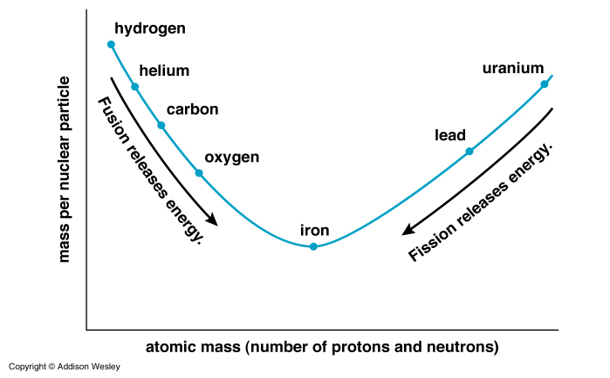 hydrogen
helium
carbon
oxygen
iron
lead
uranium
Fusion releases energy.
Fission releases energy.
mass per nuclear particle
atomic mass (number of protons and neutrons)
Copyright © Addison Wesley